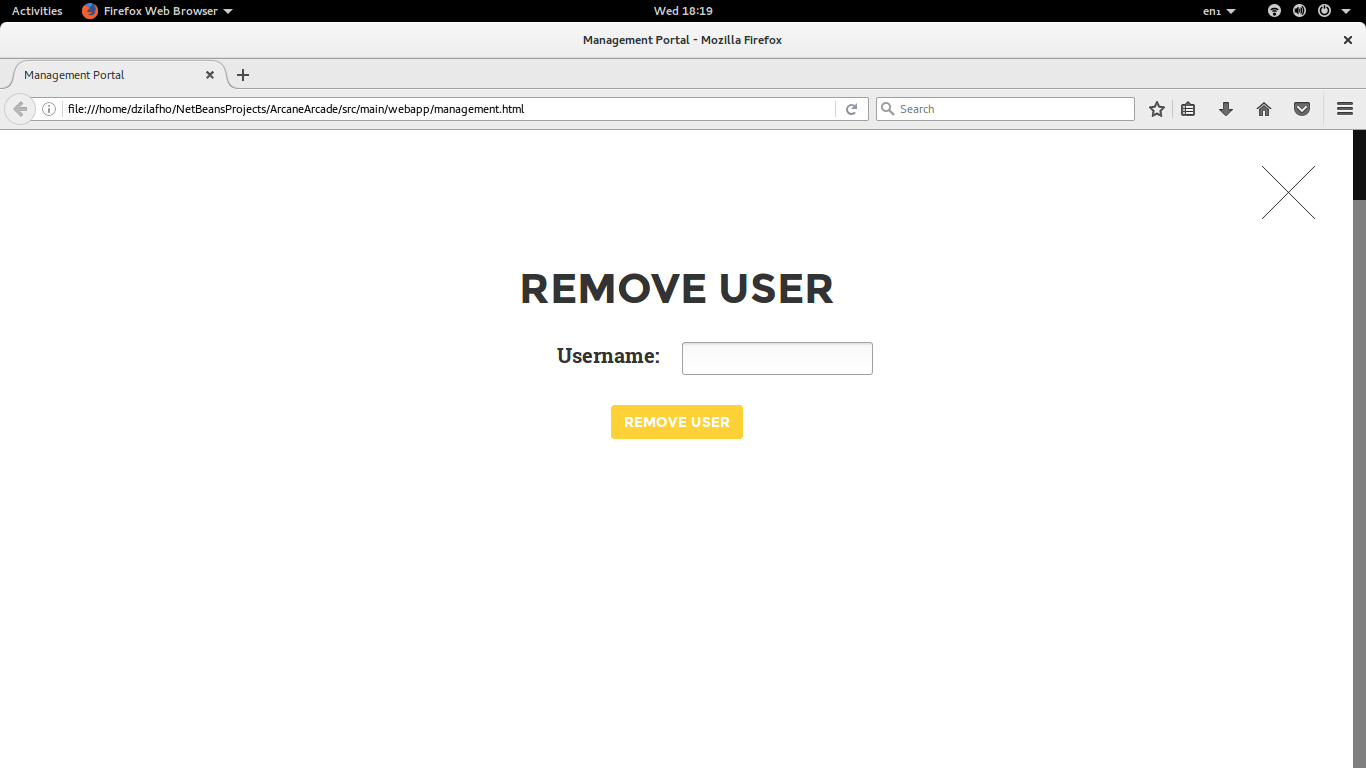 Activities Firefox Web Browser Wed 18:19 en₁
Management Portal - Mozilla Firefox
Management Portal
file:///home/dzilafho/NetBeansProjects/ArcaneArcade/src/main/webapp/management.html Search
REMOVE USER
Username:
REMOVE USER